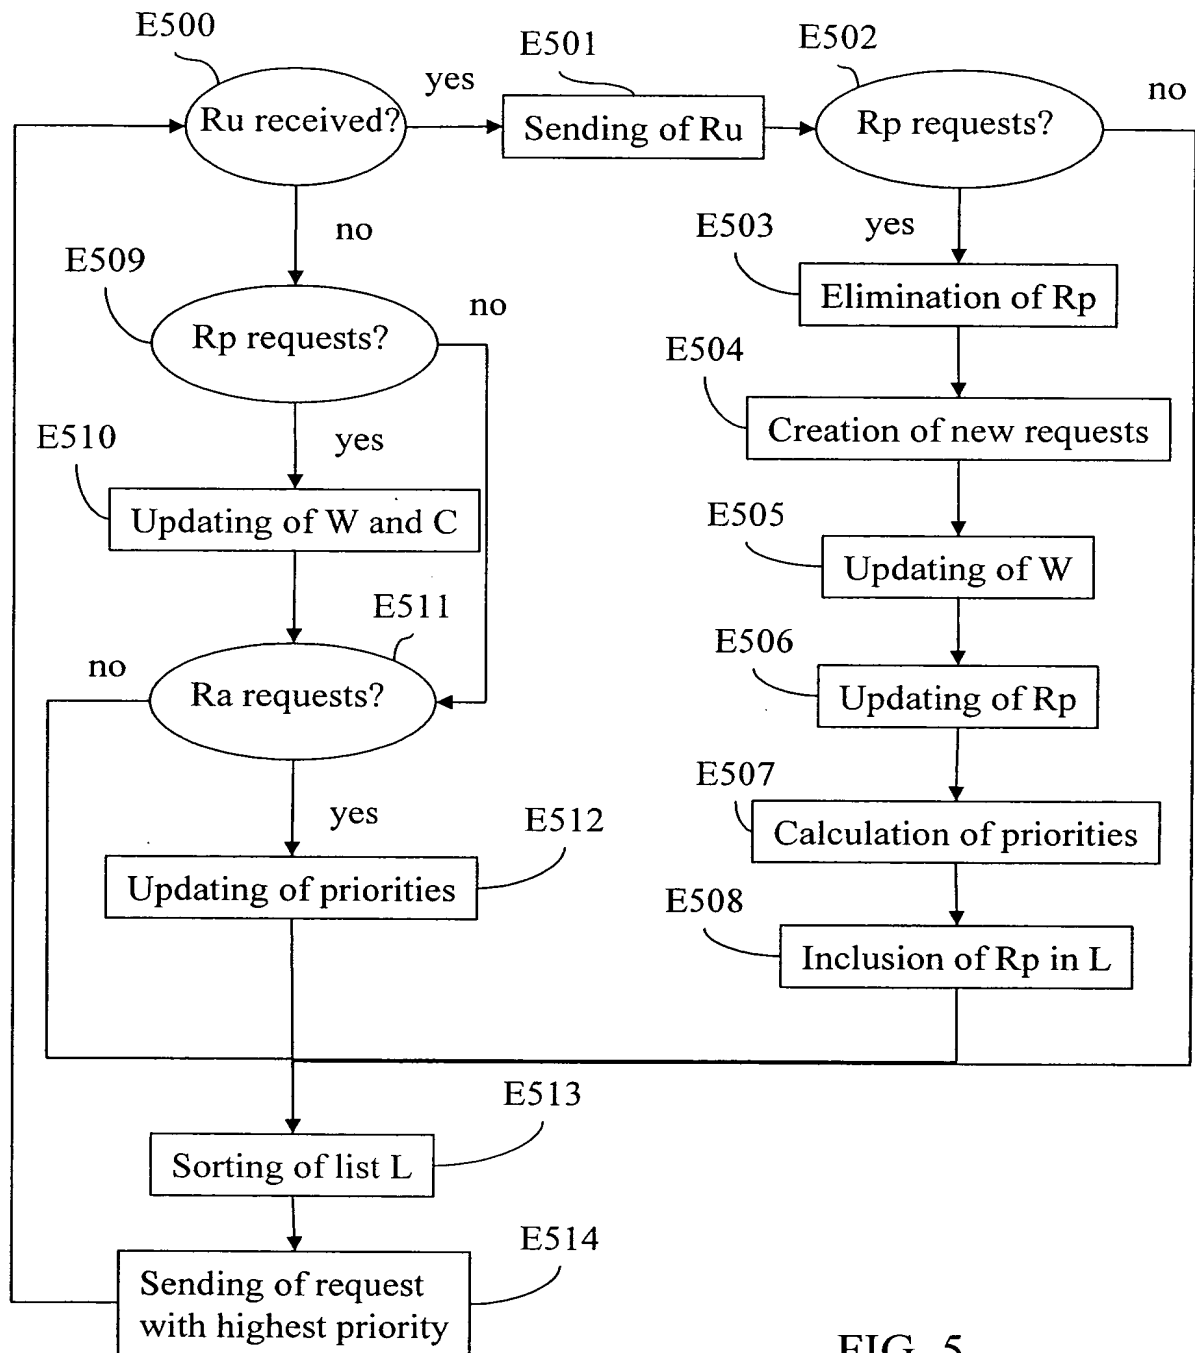 E500
E501
E502
yes
no
Ru received?
Sending of Ru
Rp requests?
no
E503
yes
E509
no
Elimination of Rp
Rp requests?
E504
E510
yes
Creation of new requests
Updating of W and C
E505
Updating of W
E511
no
E506
Ra requests?
Updating of Rp
E507
yes
E512
Calculation of priorities
Updating of priorities
E508
Inclusion of Rp in L
E513
Sorting of list L
E514
Sending of request
with highest priority
FIG. 5